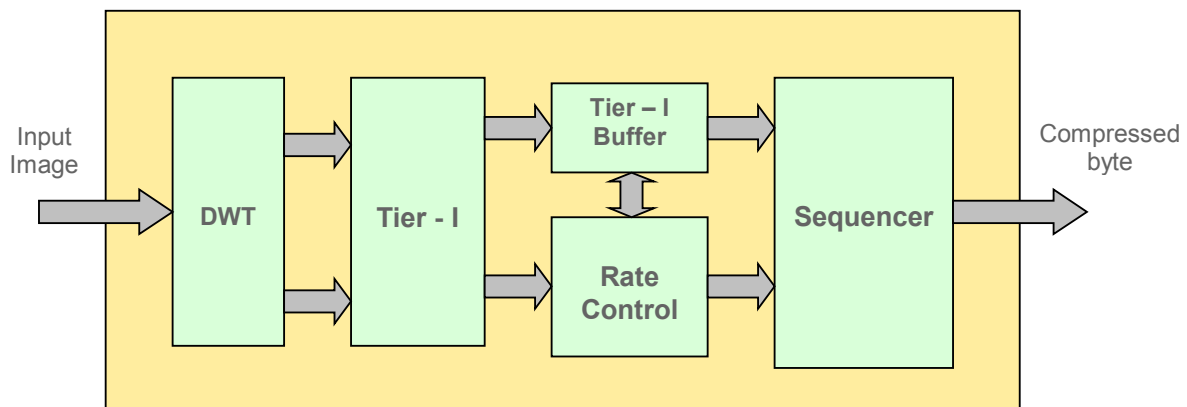 Input
Image
DWT
Tier - I
Tier – I
Buffer
Rate
Control
Sequencer
Compressed
byte